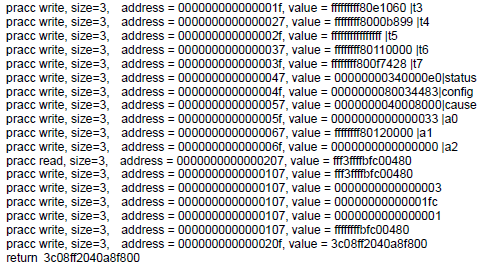 pracc write, size=3, address = 000000000000001f, value = ffffffff80e1060 |t3
pracc write, size=3, address = 0000000000000027, value = ffffffff8000b899 |t4
pracc write, size=3, address = 000000000000002f, value = ffffffffffffffff |t5
pracc write, size=3, address = 0000000000000037, value = ffffffff80110000 |t6
pracc write, size=3, address = 000000000000003f, value = ffffffff800f7428 |t7
pracc write, size=3, address = 0000000000000047, value = 00000000340000e0|status
pracc write, size=3, address = 000000000000004f, value = 0000000080034483|config
pracc write, size=3, address = 0000000000000057, value = 0000000040008000|cause
pracc write, size=3, address = 000000000000005f, value = 0000000000000033 |a0
pracc write, size=3, address = 0000000000000067, value = ffffffff80120000 |a1
pracc write, size=3, address = 000000000000006f, value = 0000000000000000 |a2
pracc read, size=3, address = 0000000000000207, value = fff3ffffbfc00480
pracc write, size=3, address = 0000000000000107, value = fff3ffffbfc00480
pracc write, size=3, address = 0000000000000107, value = 0000000000000003
pracc write, size=3, address = 0000000000000107, value = 00000000000001fc
pracc write, size=3, address = 0000000000000107, value = 0000000000000001
pracc write, size=3, address = 0000000000000107, value = ffffffffbfc00480
pracc write, size=3, address = 000000000000020f, value = 3c08ff2040a8f800
return 3c08ff2040a8f800